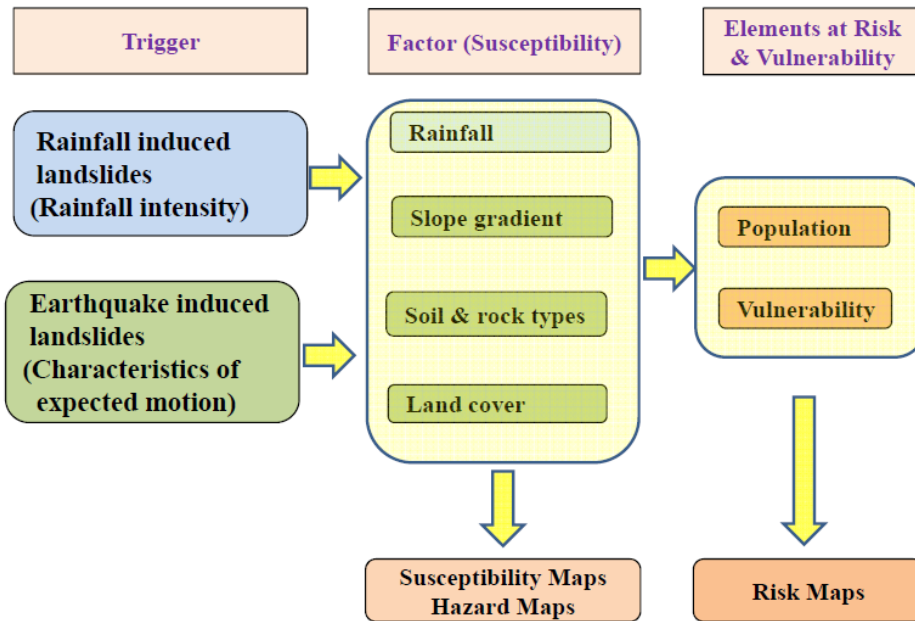 Trigger
Factor (Susceptibility)
Elements at Risk
& Vulnerability
Rainfall induced
landslides
(Rainfall intensity)
Earthquake induced
landslides
(Characteristics of
expected motion)
Rainfall
Slope gradient
Soil & rock types
Land cover
Population
Vulnerability
Susceptibility Maps
Hazard Maps
Risk Maps